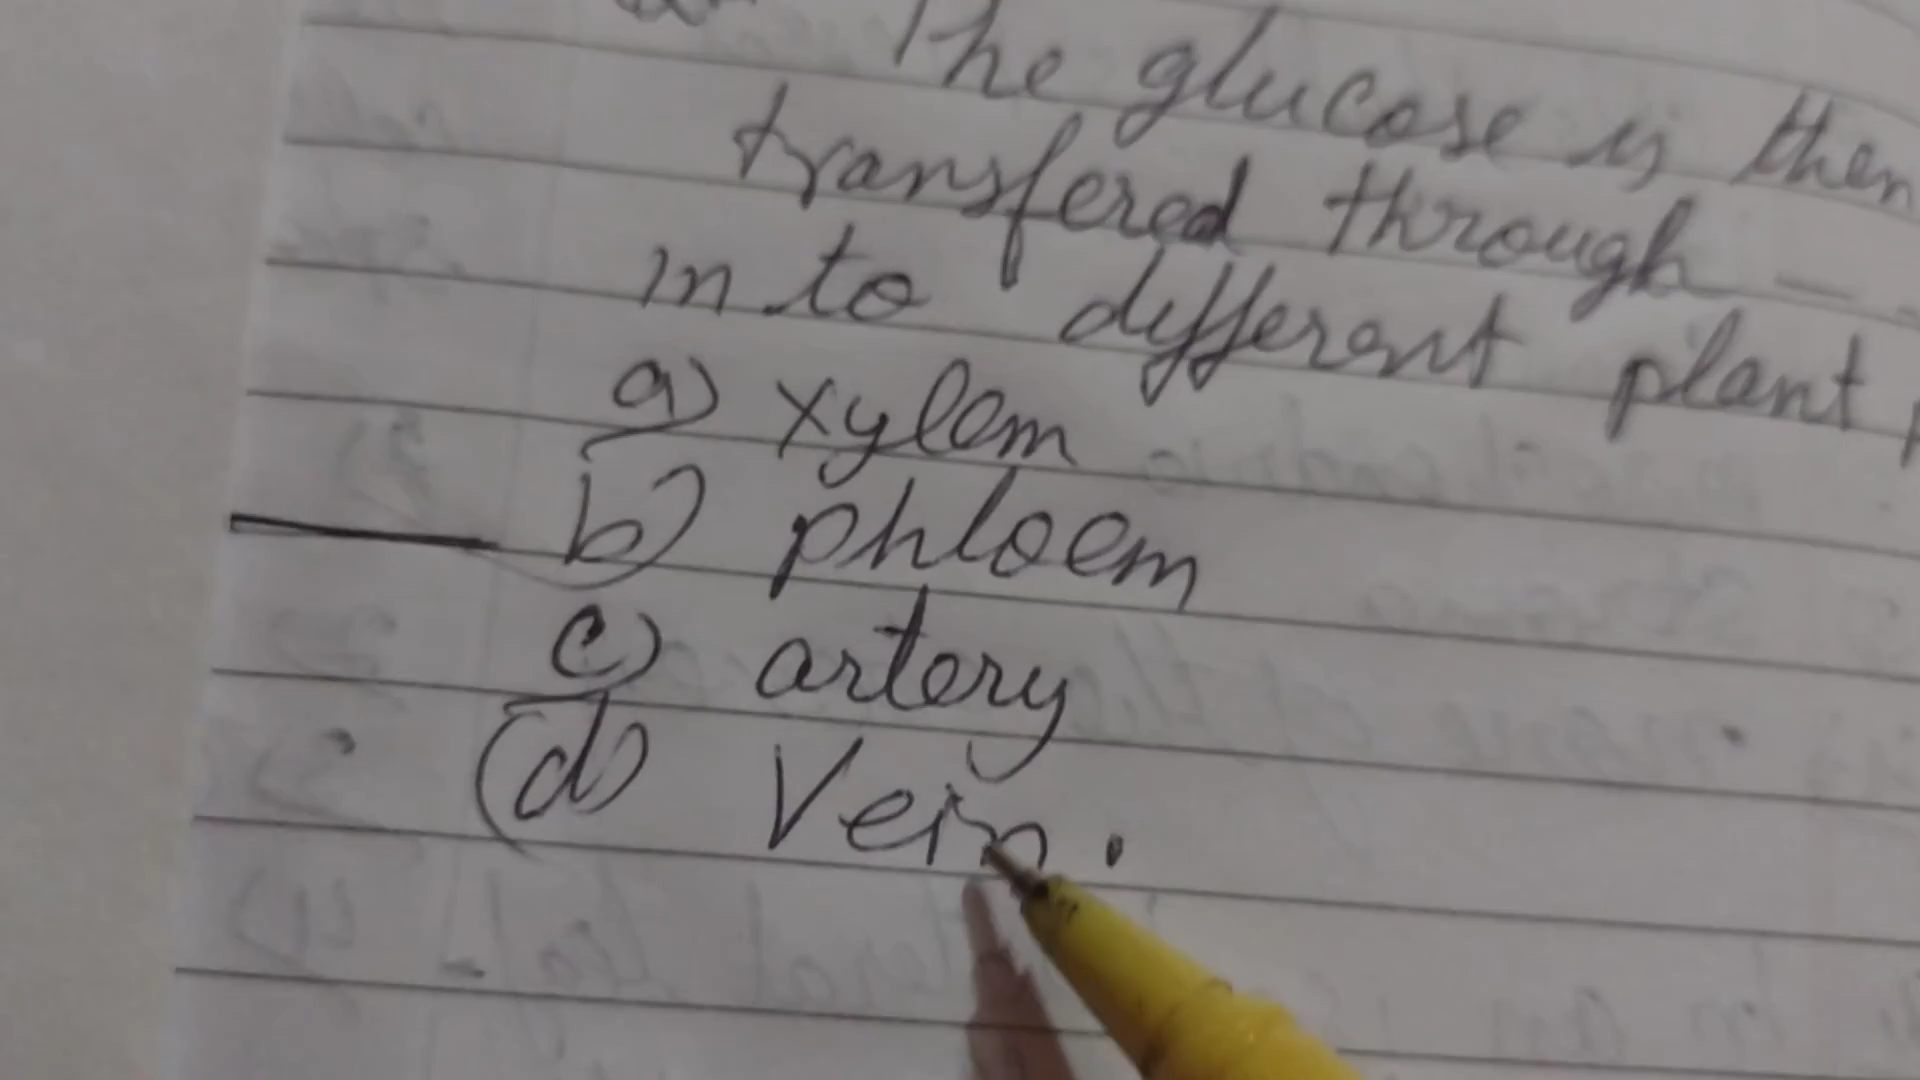 The glucose is then
transfered through -
in to different plant
a) xylem
b) phloem
c) artery
(d) Vein.